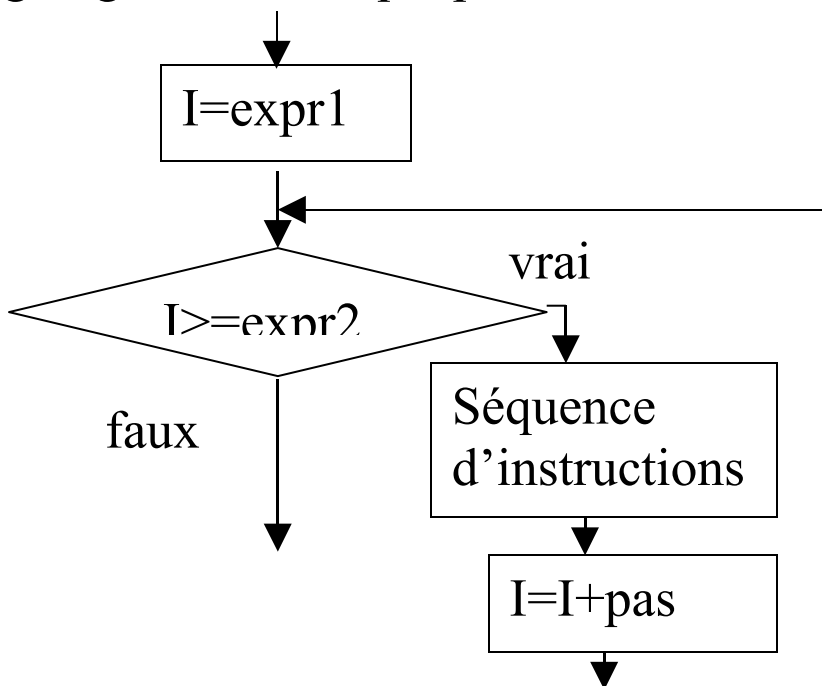 I=expr1
vrai
I>=expr2
faux
Séquence
d’instructions
I=I+pas